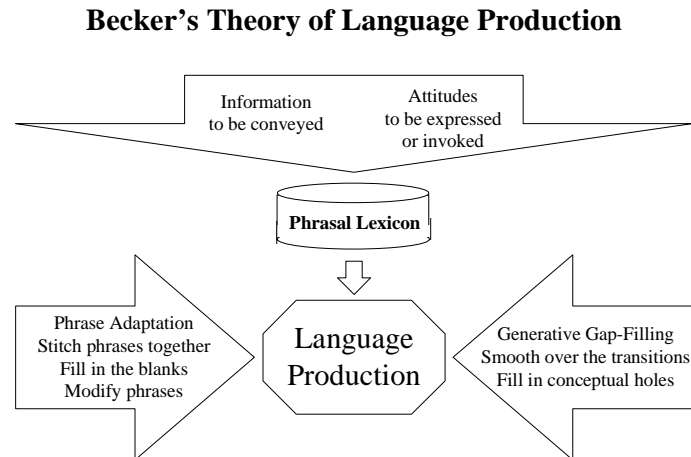 Becker's Theory of Language Production
Information
to be conveyed
Attitudes
to be expressed
or invoked
Phrasal Lexicon
Phrase Adaptation
Stitch phrases together
Fill in the blanks
Modify phrases
Language
Production
Generative Gap-Filling
Smooth over the transitions
Fill in conceptual holes